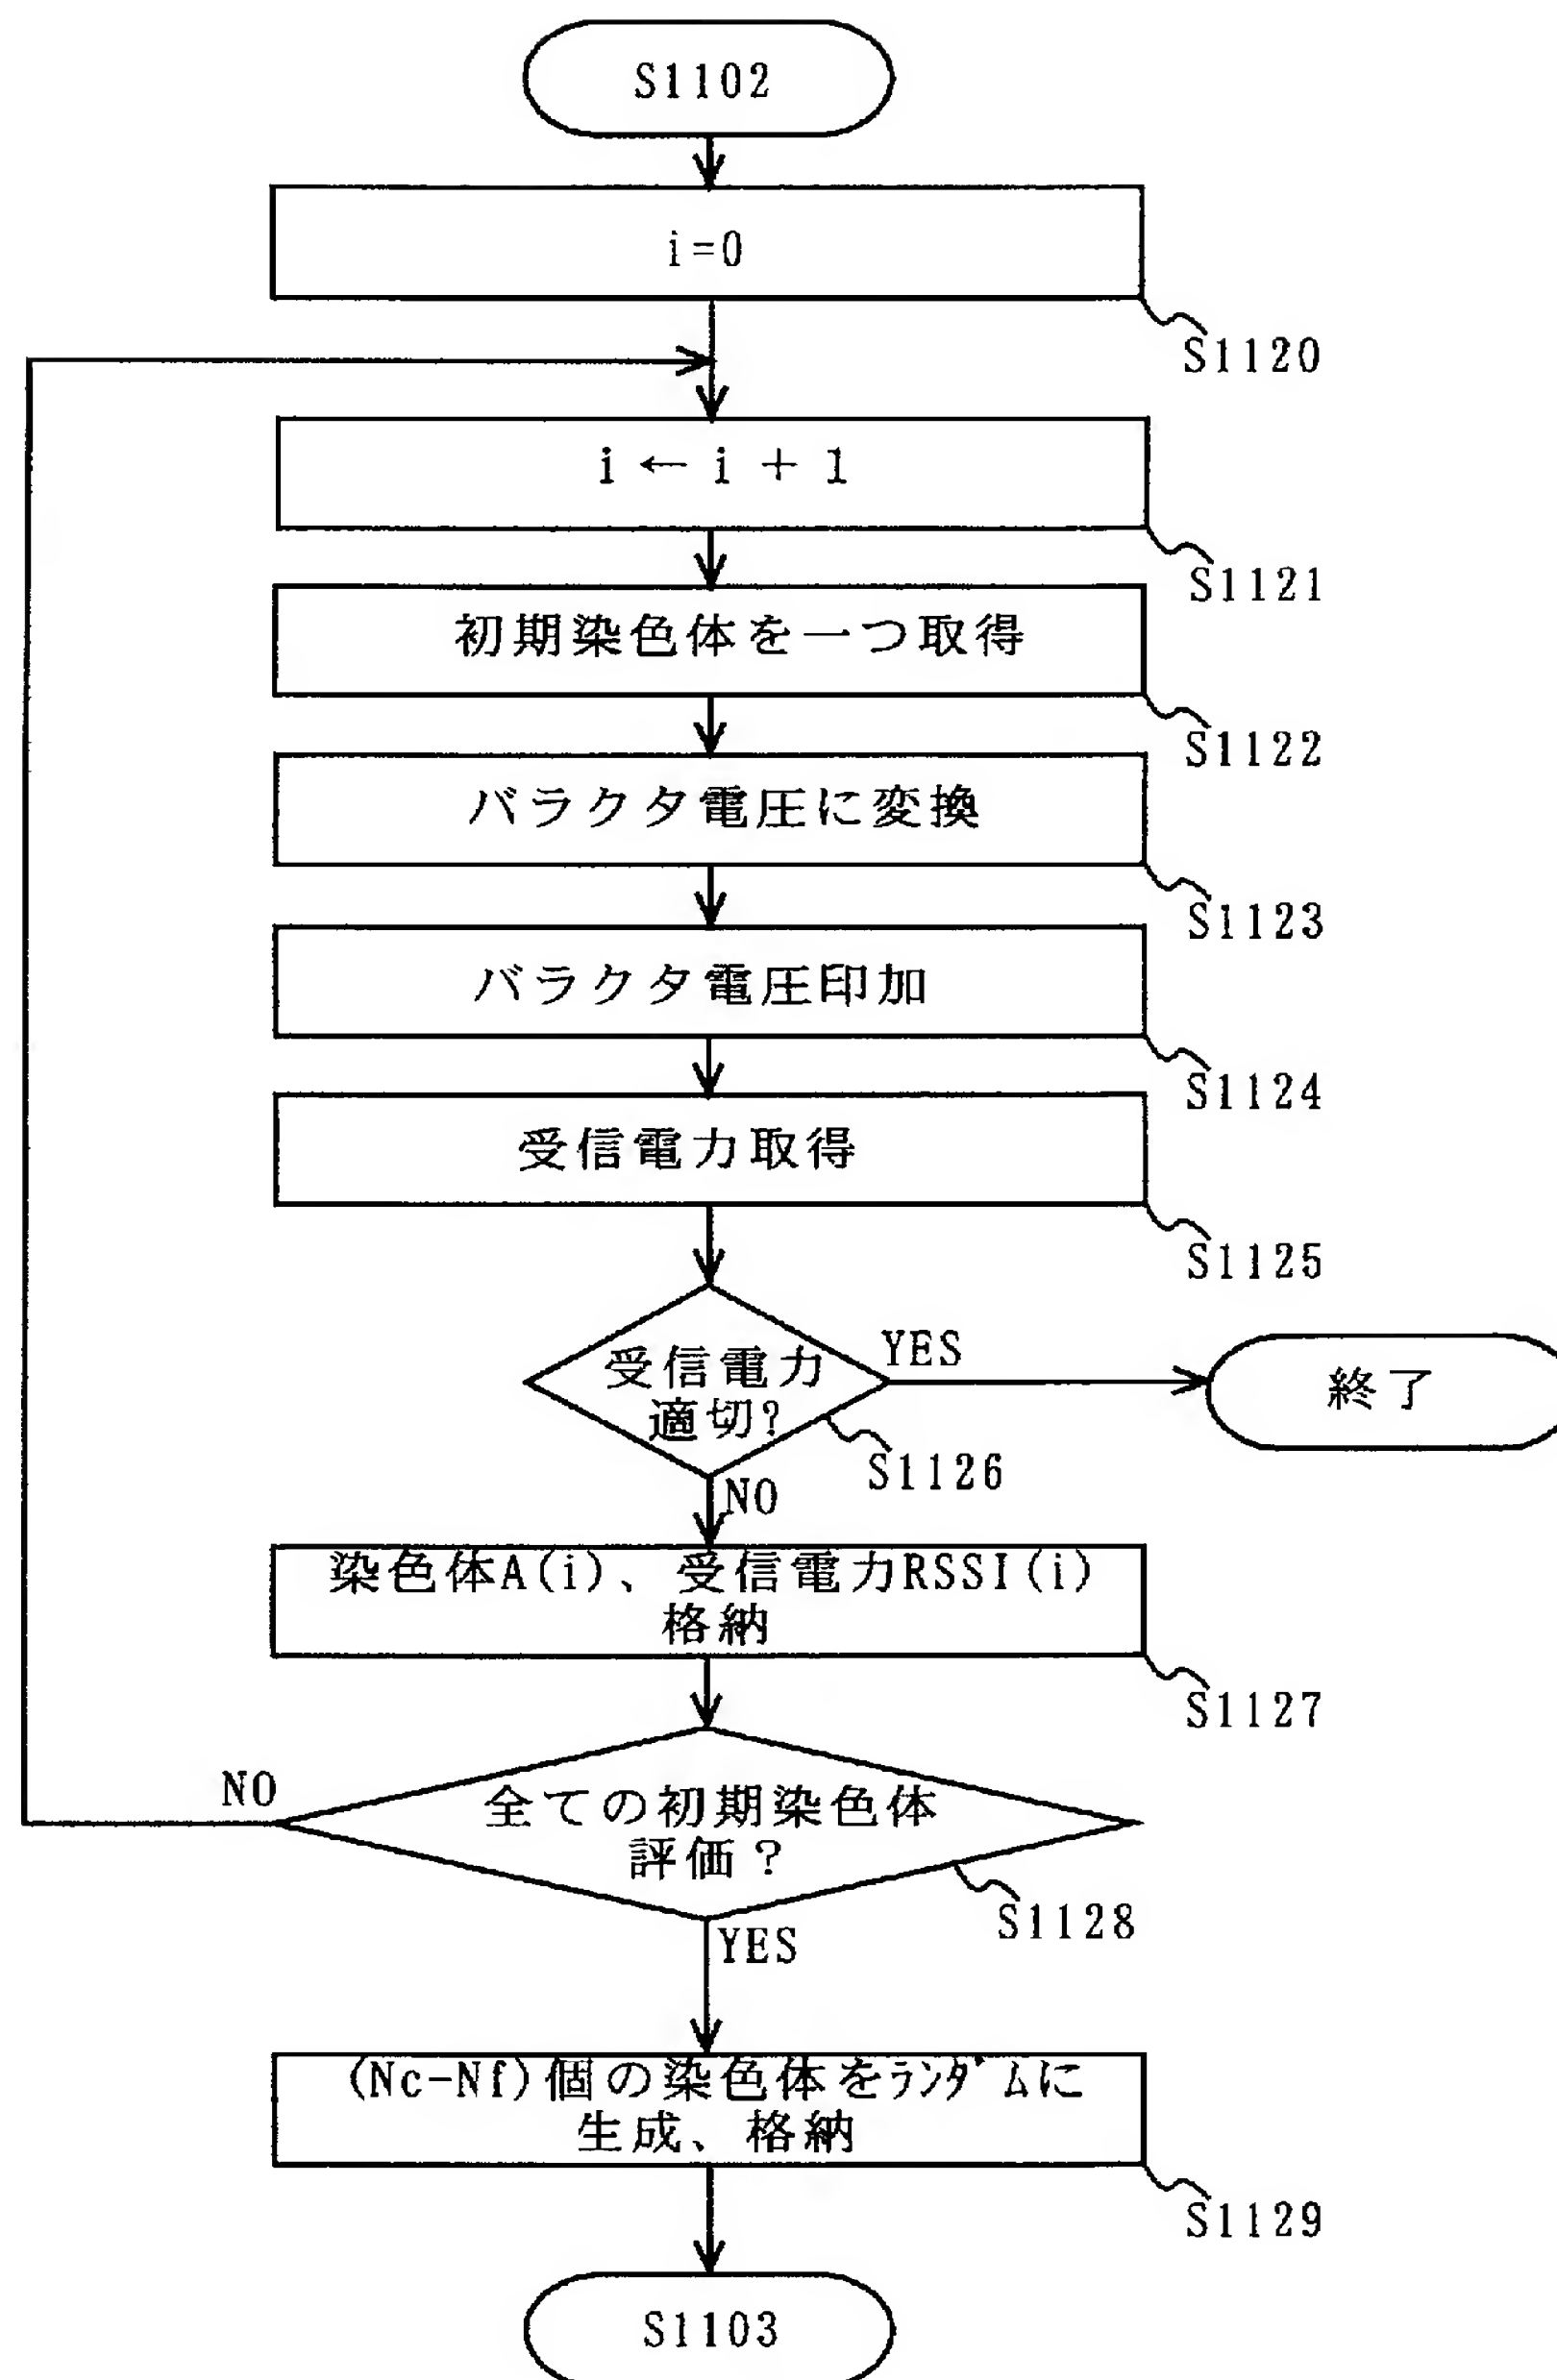 S1102
i=0
S1120
i ← i + 1
S1121
初期染色体を一つ取得
S1122
バラクタ電圧に変換
S1123
バラクタ電圧印加
S1124
受信電力取得
S1125
受信電力
適切?
YES
終了
S1126
NO
染色体A(i)、受信電力RSSI(i)
格納
S1127
NO
全ての初期染色体
評価？
S1128
YES
(Nc-Nf)個の染色体をﾗﾝﾀﾞﾑに
生成、格納
S1129
S1103